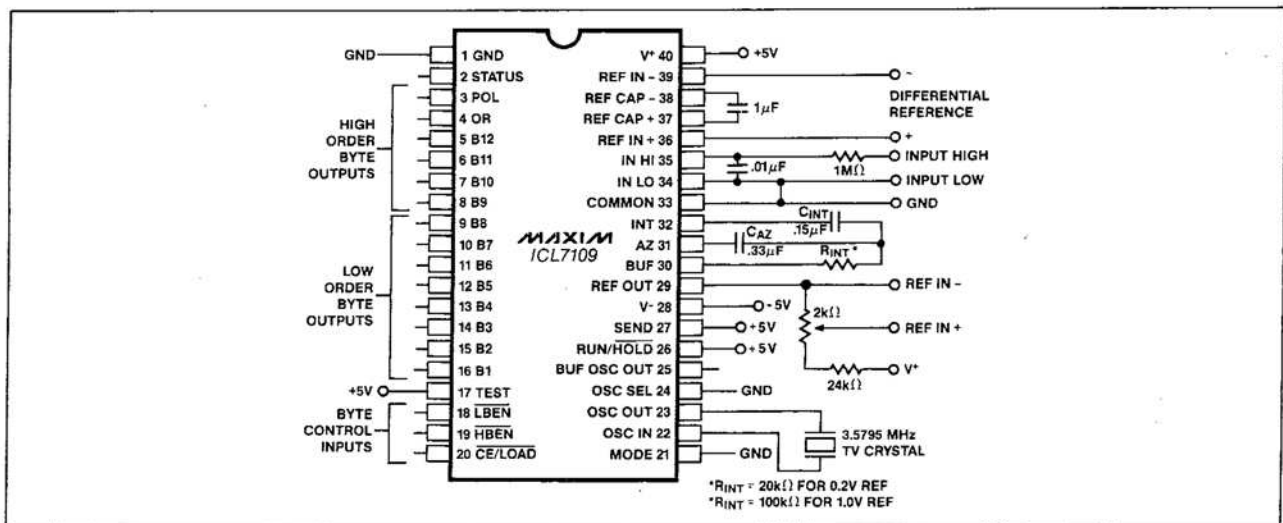 GND
1 GND
2 STATUS
3 POL
4 OR
5 B12
6 B11
7 B10
8 B9
9 B8
10 B7
11 B6
12 B5
13 B4
14 B3
15 B2
16 B1
17 TEST
18 LBEN
19 HBEN
20 CE/LOAD
HIGH
ORDER
BYTE
OUTPUTS
LOW
ORDER
BYTE
OUTPUTS
+5V
BYTE
CONTROL
INPUTS
MAXIM
ICL7109
V+ 40
REF IN - 39
REF CAP - 38
REF CAP + 37
REF IN + 36
IN HI 35
IN LO 34
COMMON 33
INT 32
AZ 31
BUF 30
REF OUT 29
V- 28
SEND 27
RUN/HOLD 26
BUF OSC OUT 25
OSC SEL 24
OSC OUT 23
OSC IN 22
MODE 21
+5V
-
DIFFERENTIAL
REFERENCE
1µF
+
INPUT HIGH
1MΩ
.01µF
INPUT LOW
GND
CINT
.15µF
CAZ
.33µF
RINT*
REF IN -
- 5V
2kΩ
+5V
REF IN +
+5V
V+
24kΩ
GND
3.5795 MHz
TV CRYSTAL
GND
*RINT = 20kΩ FOR 0.2V REF
*RINT = 100kΩ FOR 1.0V REF